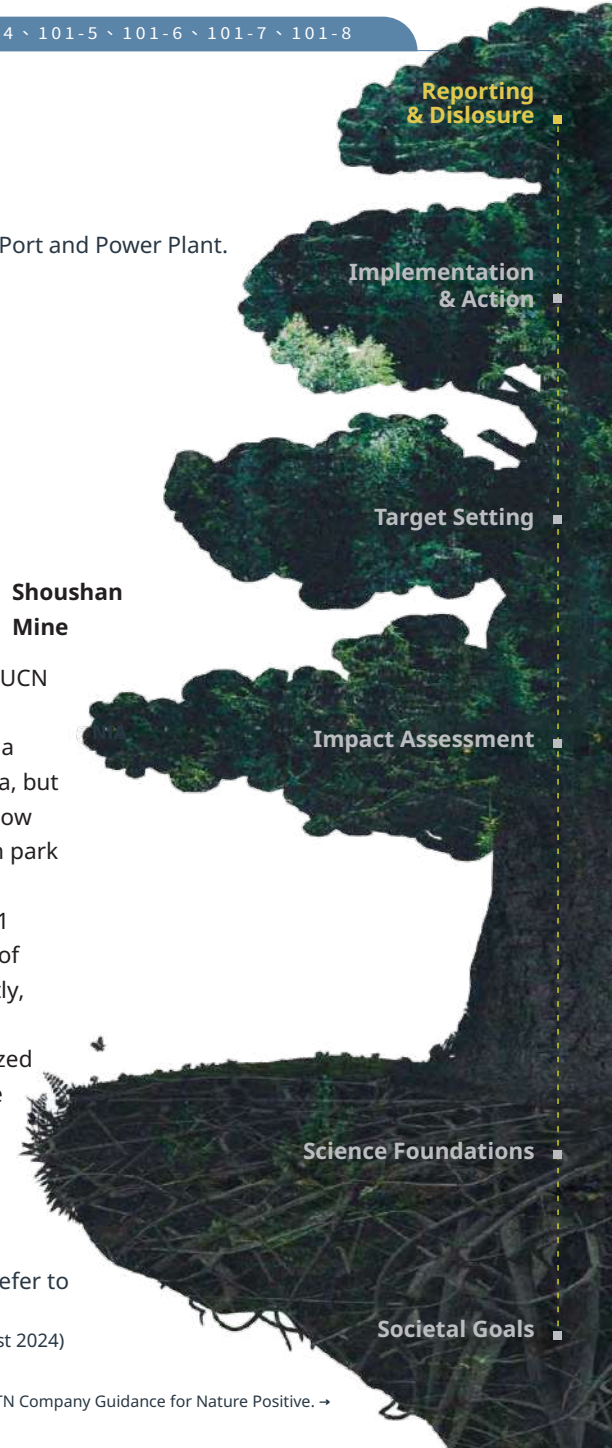 4、101-5、101-6、101-7、101-8
Reporting
& Dislosure
Port and Power Plant.
Implementation
& Action
Target Setting
Shoushan
Mine
UCN
a
Impact Assessment
a, but
ow
park
1
of
tly,
zed
e
Science Foundations
efer to
Societal Goals
st 2024)
TN Company Guidance for Nature Positive. →